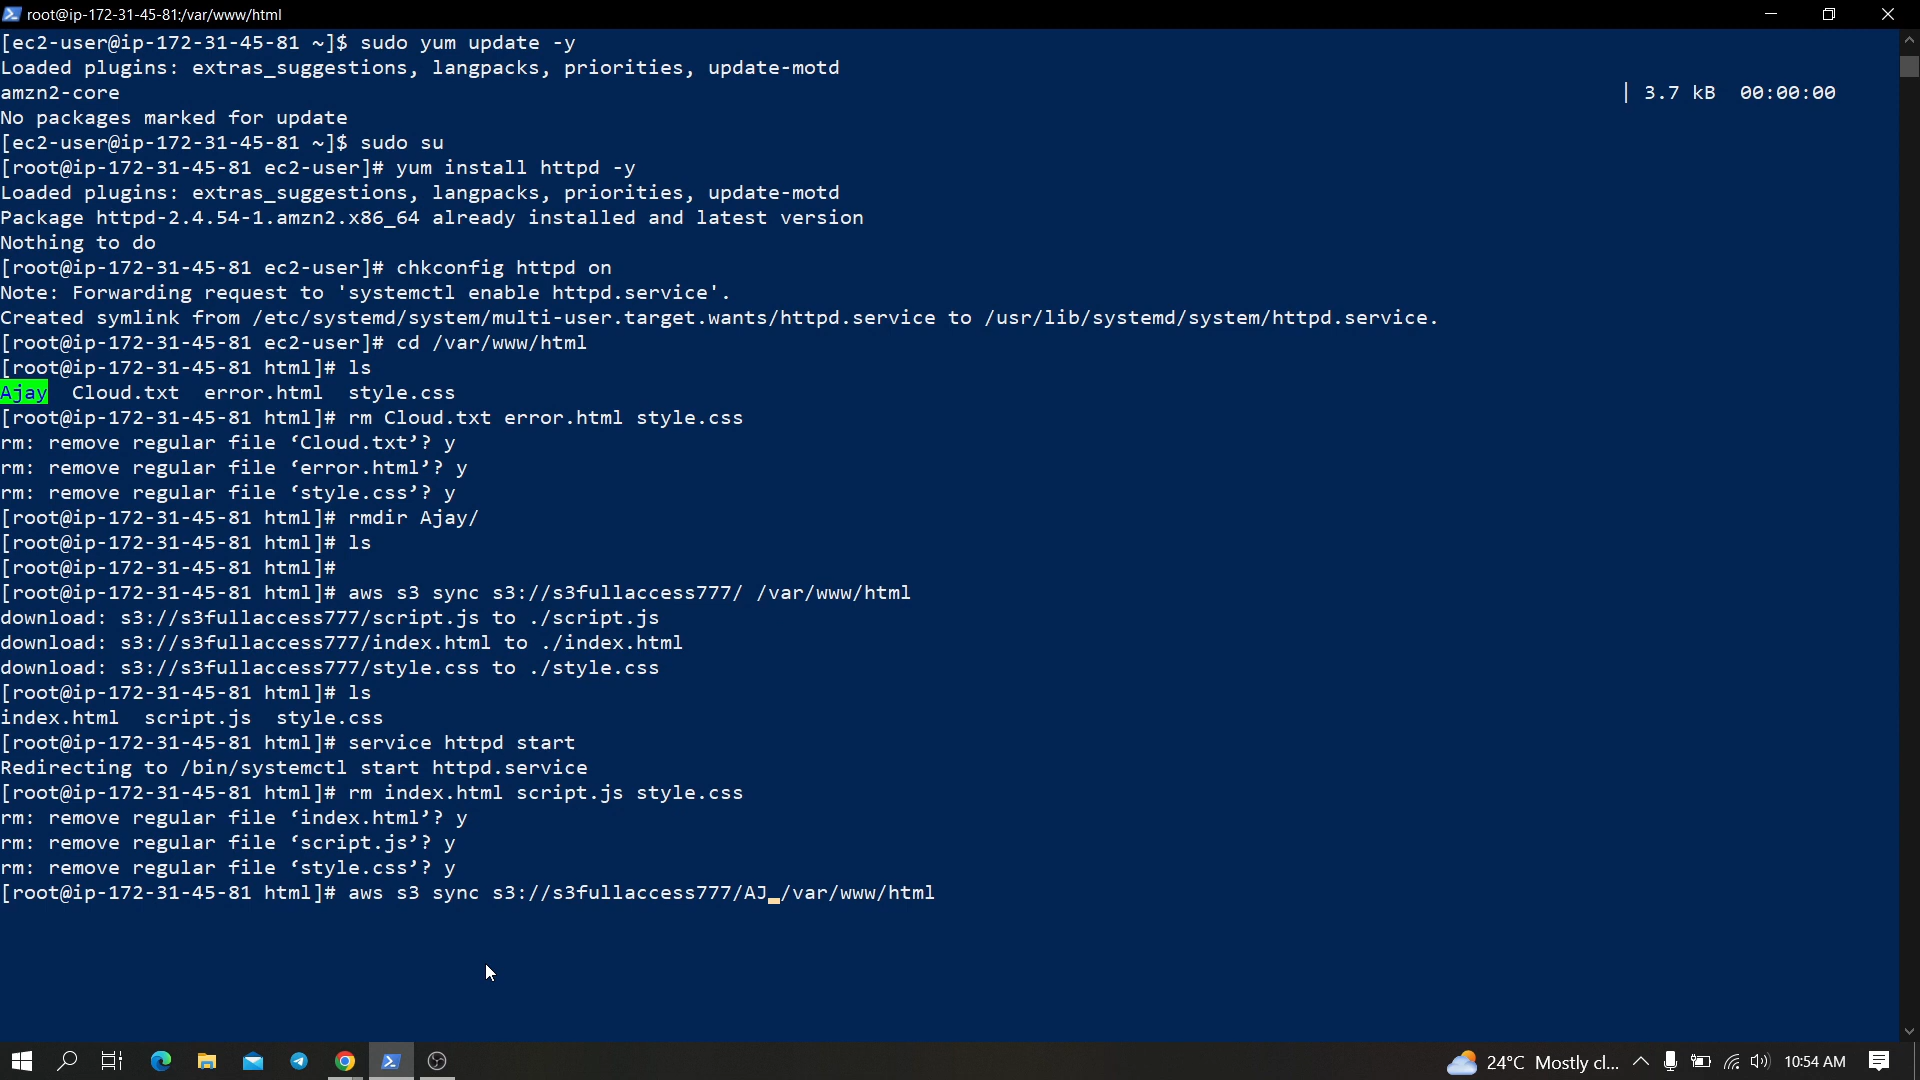 root@ip-172-31-45-81:/var/www/html
[ec2-user@ip-172-31-45-81 ~]$ sudo yum update -y
Loaded plugins: extras_suggestions, langpacks, priorities, update-motd
amzn2-core | 3.7 kB 00:00:00
No packages marked for update
[ec2-user@ip-172-31-45-81 ~]$ sudo su
[root@ip-172-31-45-81 ec2-user]# yum install httpd -y
Loaded plugins: extras_suggestions, langpacks, priorities, update-motd
Package httpd-2.4.54-1.amzn2.x86_64 already installed and latest version
Nothing to do
[root@ip-172-31-45-81 ec2-user]# chkconfig httpd on
Note: Forwarding request to 'systemctl enable httpd.service'.
Created symlink from /etc/systemd/system/multi-user.target.wants/httpd.service to /usr/lib/systemd/system/httpd.service.
[root@ip-172-31-45-81 ec2-user]# cd /var/www/html
[root@ip-172-31-45-81 html]# ls
Ajay Cloud.txt error.html style.css
[root@ip-172-31-45-81 html]# rm Cloud.txt error.html style.css
rm: remove regular file ‘Cloud.txt’? y
rm: remove regular file ‘error.html’? y
rm: remove regular file ‘style.css’? y
[root@ip-172-31-45-81 html]# rmdir Ajay/
[root@ip-172-31-45-81 html]# ls
[root@ip-172-31-45-81 html]#
[root@ip-172-31-45-81 html]# aws s3 sync s3://s3fullaccess777/ /var/www/html
download: s3://s3fullaccess777/script.js to ./script.js
download: s3://s3fullaccess777/index.html to ./index.html
download: s3://s3fullaccess777/style.css to ./style.css
[root@ip-172-31-45-81 html]# ls
index.html script.js style.css
[root@ip-172-31-45-81 html]# service httpd start
Redirecting to /bin/systemctl start httpd.service
[root@ip-172-31-45-81 html]# rm index.html script.js style.css
rm: remove regular file ‘index.html’? y
rm: remove regular file ‘script.js’? y
rm: remove regular file ‘style.css’? y
[root@ip-172-31-45-81 html]# aws s3 sync s3://s3fullaccess777/AJ /var/www/html
24°C Mostly cl... 10:54 AM